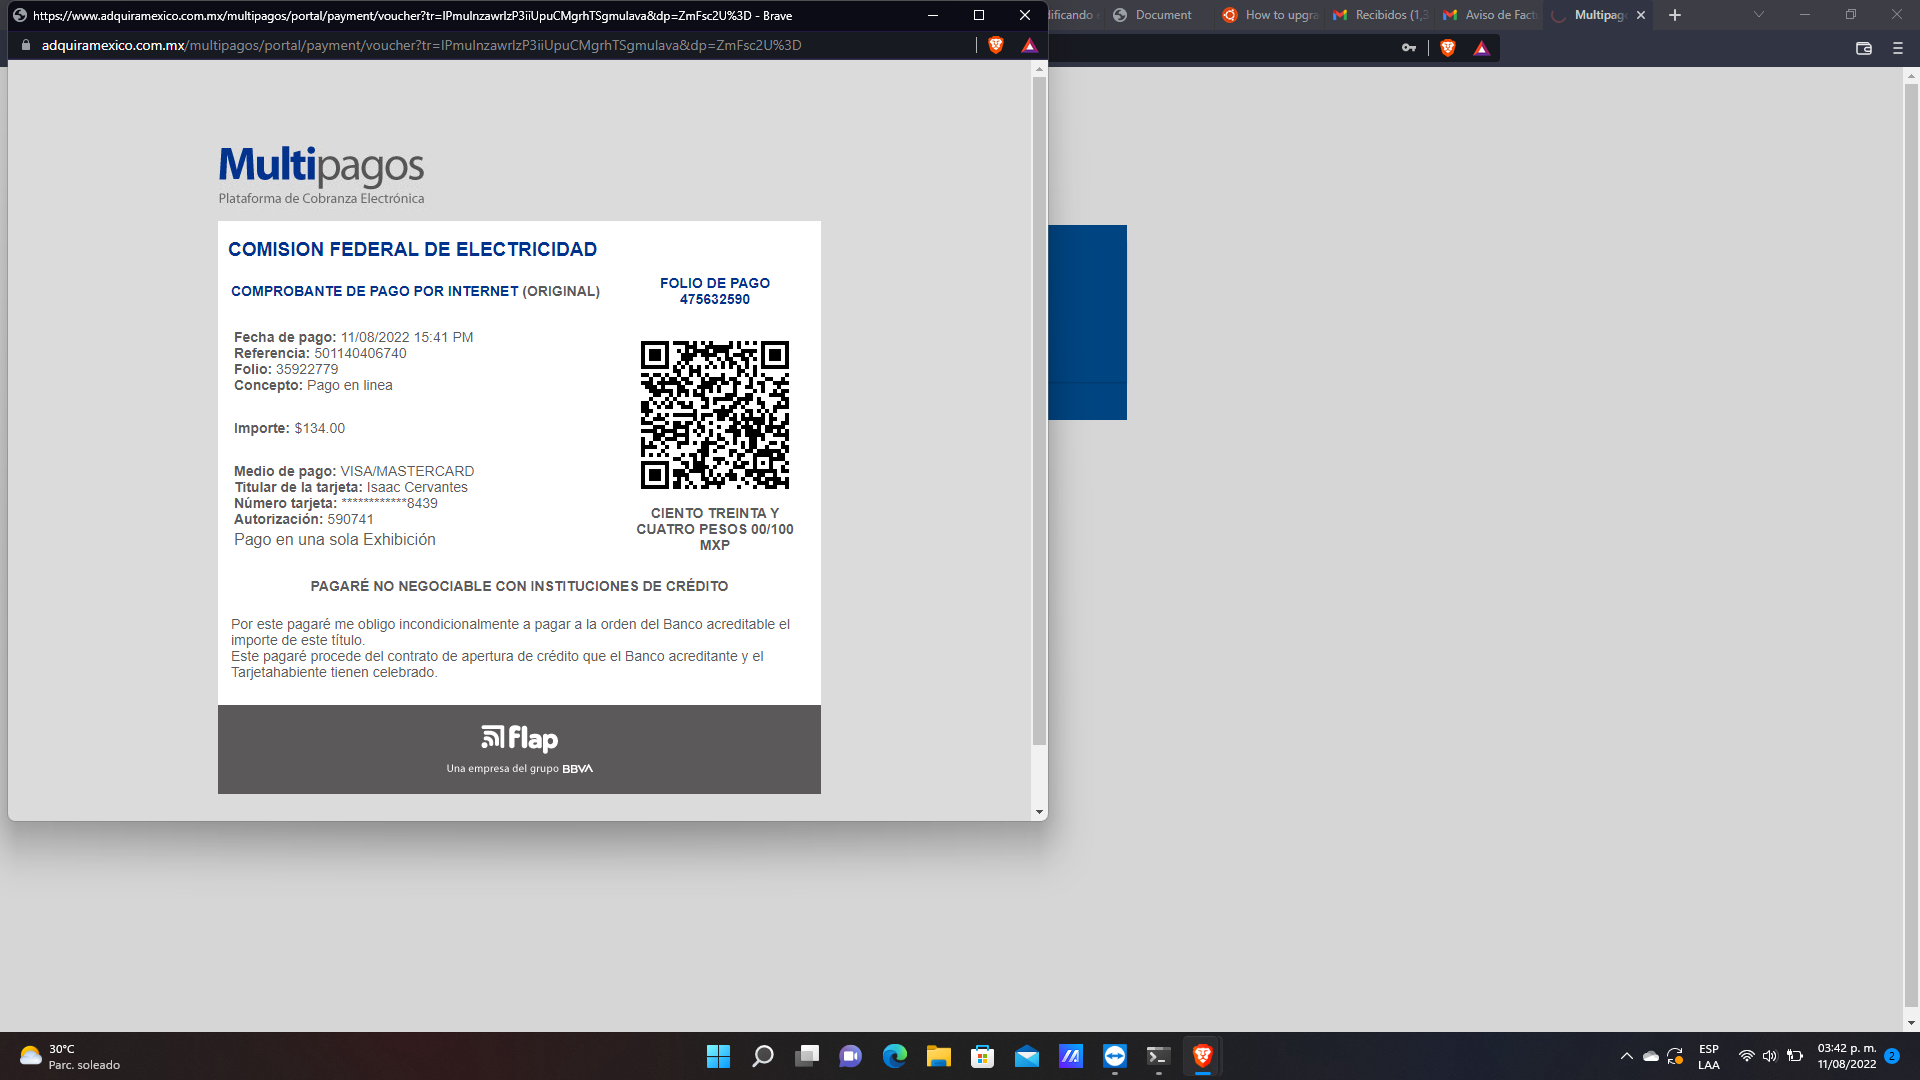 https://www.adquiramexico.com.mx/multipagos/portal/payment/voucher?tr=IPmulnzawrIzP3iiUpuCMgrhTSgmulava&dp=ZmFsc2U%3D - Brave
dificando
Document
How to upgra
Recibidos (1,3
Aviso de Fact
Multipag
adquiramexico.com.mx/multipagos/portal/payment/voucher?tr=IPmulnzawrIzP3iiUpuCMgrhTSgmulava&dp=ZmFsc2U%3D
Multipagos
Plataforma de Cobranza Electrónica
COMISION FEDERAL DE ELECTRICIDAD
COMPROBANTE DE PAGO POR INTERNET (ORIGINAL)
FOLIO DE PAGO
475632590
Fecha de pago: 11/08/2022 15:41 PM
Referencia: 501140406740
Folio: 35922779
Concepto: Pago en linea
Importe: $134.00
Medio de pago: VISA/MASTERCARD
Titular de la tarjeta: Isaac Cervantes
Número tarjeta: ************8439
Autorización: 590741
Pago en una sola Exhibición
CIENTO TREINTA Y
CUATRO PESOS 00/100
MXP
PAGARÉ NO NEGOCIABLE CON INSTITUCIONES DE CRÉDITO
Por este pagaré me obligo incondicionalmente a pagar a la orden del Banco acreditable el
importe de este título.
Este pagaré procede del contrato de apertura de crédito que el Banco acreditante y el
Tarjetahabiente tienen celebrado.
flap
Una empresa del grupo BBVA
30°C
Parc. soleado
ESP
LAA
03:42 p. m.
11/08/2022
2